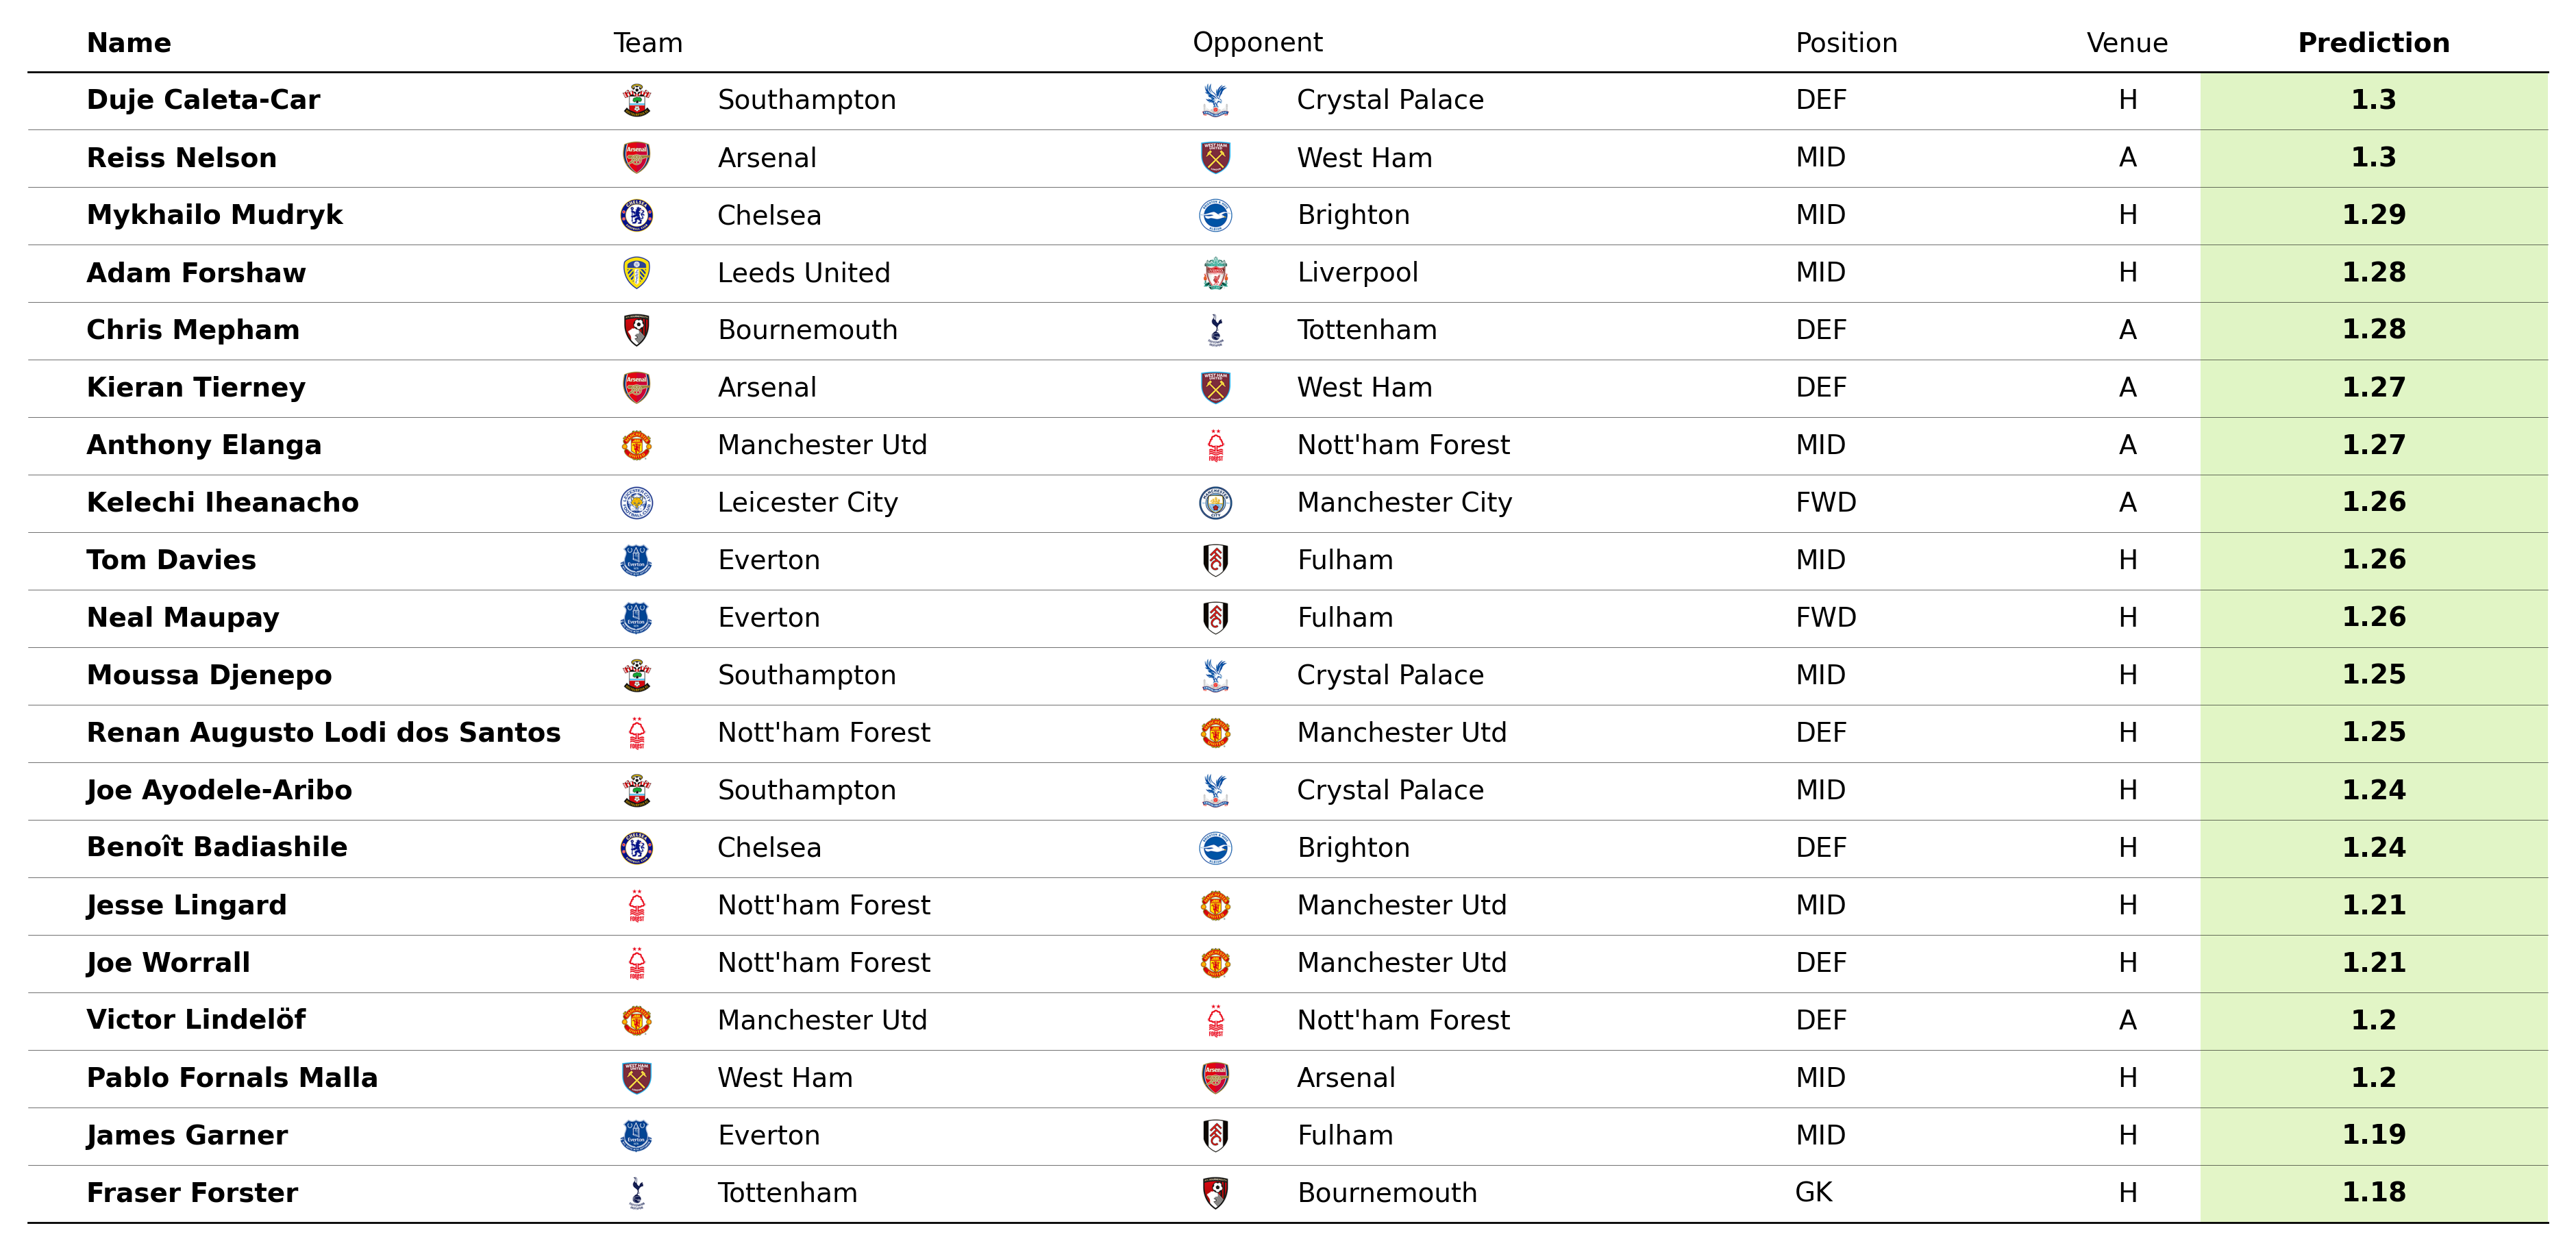 Name Team Opponent Position Venue Prediction
Duje Caleta-Car Southampton Crystal Palace DEF H 1.3
Reiss Nelson Arsenal West Ham MID A 1.3
Mykhailo Mudryk Chelsea Brighton MID H 1.29
Adam Forshaw Leeds United Liverpool MID H 1.28
Chris Mepham Bournemouth Tottenham DEF A 1.28
Kieran Tierney Arsenal West Ham DEF A 1.27
Anthony Elanga Manchester Utd Nott'ham Forest MID A 1.27
Kelechi Iheanacho Leicester City Manchester City FWD A 1.26
Tom Davies Everton Fulham MID H 1.26
Neal Maupay Everton Fulham FWD H 1.26
Moussa Djenepo Southampton Crystal Palace MID H 1.25
Renan Augusto Lodi dos Santos Nott'ham Forest Manchester Utd DEF H 1.25
Joe Ayodele-Aribo Southampton Crystal Palace MID H 1.24
Benoît Badiashile Chelsea Brighton DEF H 1.24
Jesse Lingard Nott'ham Forest Manchester Utd MID H 1.21
Joe Worrall Nott'ham Forest Manchester Utd DEF H 1.21
Victor Lindelöf Manchester Utd Nott'ham Forest DEF A 1.2
Pablo Fornals Malla West Ham Arsenal MID H 1.2
James Garner Everton Fulham MID H 1.19
Fraser Forster Tottenham Bournemouth GK H 1.18